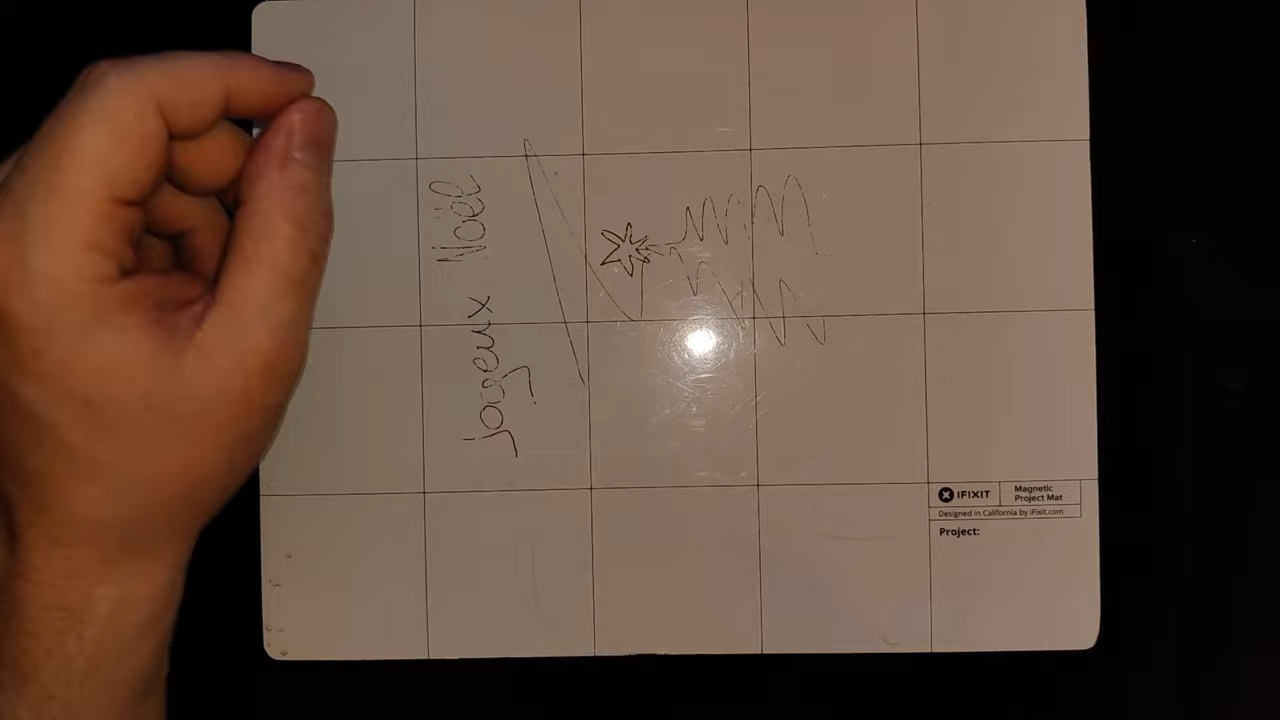 joyeux Noël
IFIXIT
Magnetic
Project Mat
Designed in California by iFixit.com
Project: